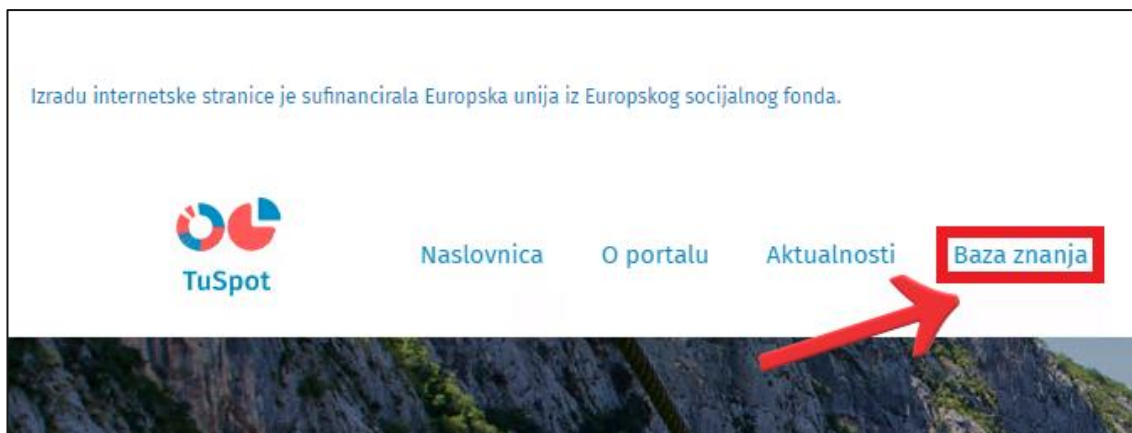 Izradu internetske stranice je sufinancirala Europska unija iz Europskog socijalnog fonda.
TuSpot
Naslovnica O portalu Aktualnosti Baza znanja